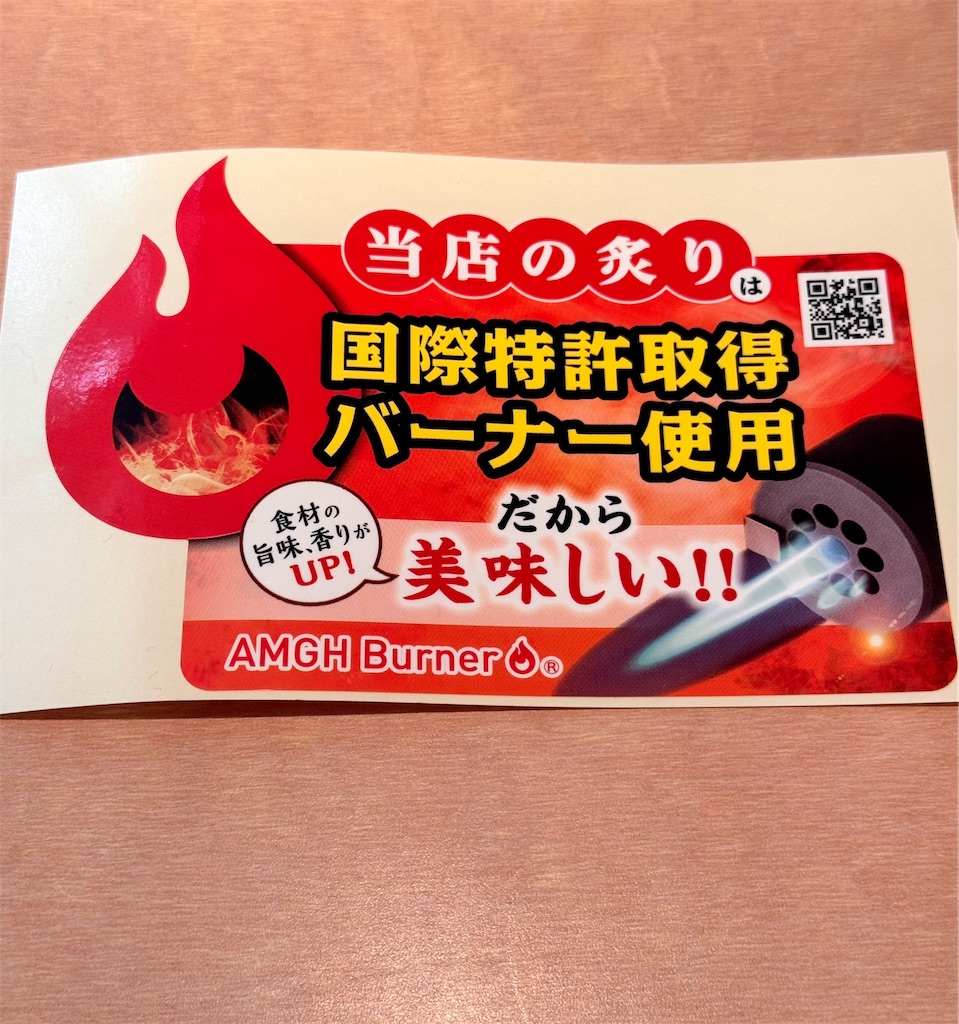 当店の炙りは
国際特許取得
バーナー使用
だから
美味しい!!
食材の
旨味、香りが
UP!
AMGH Burner®